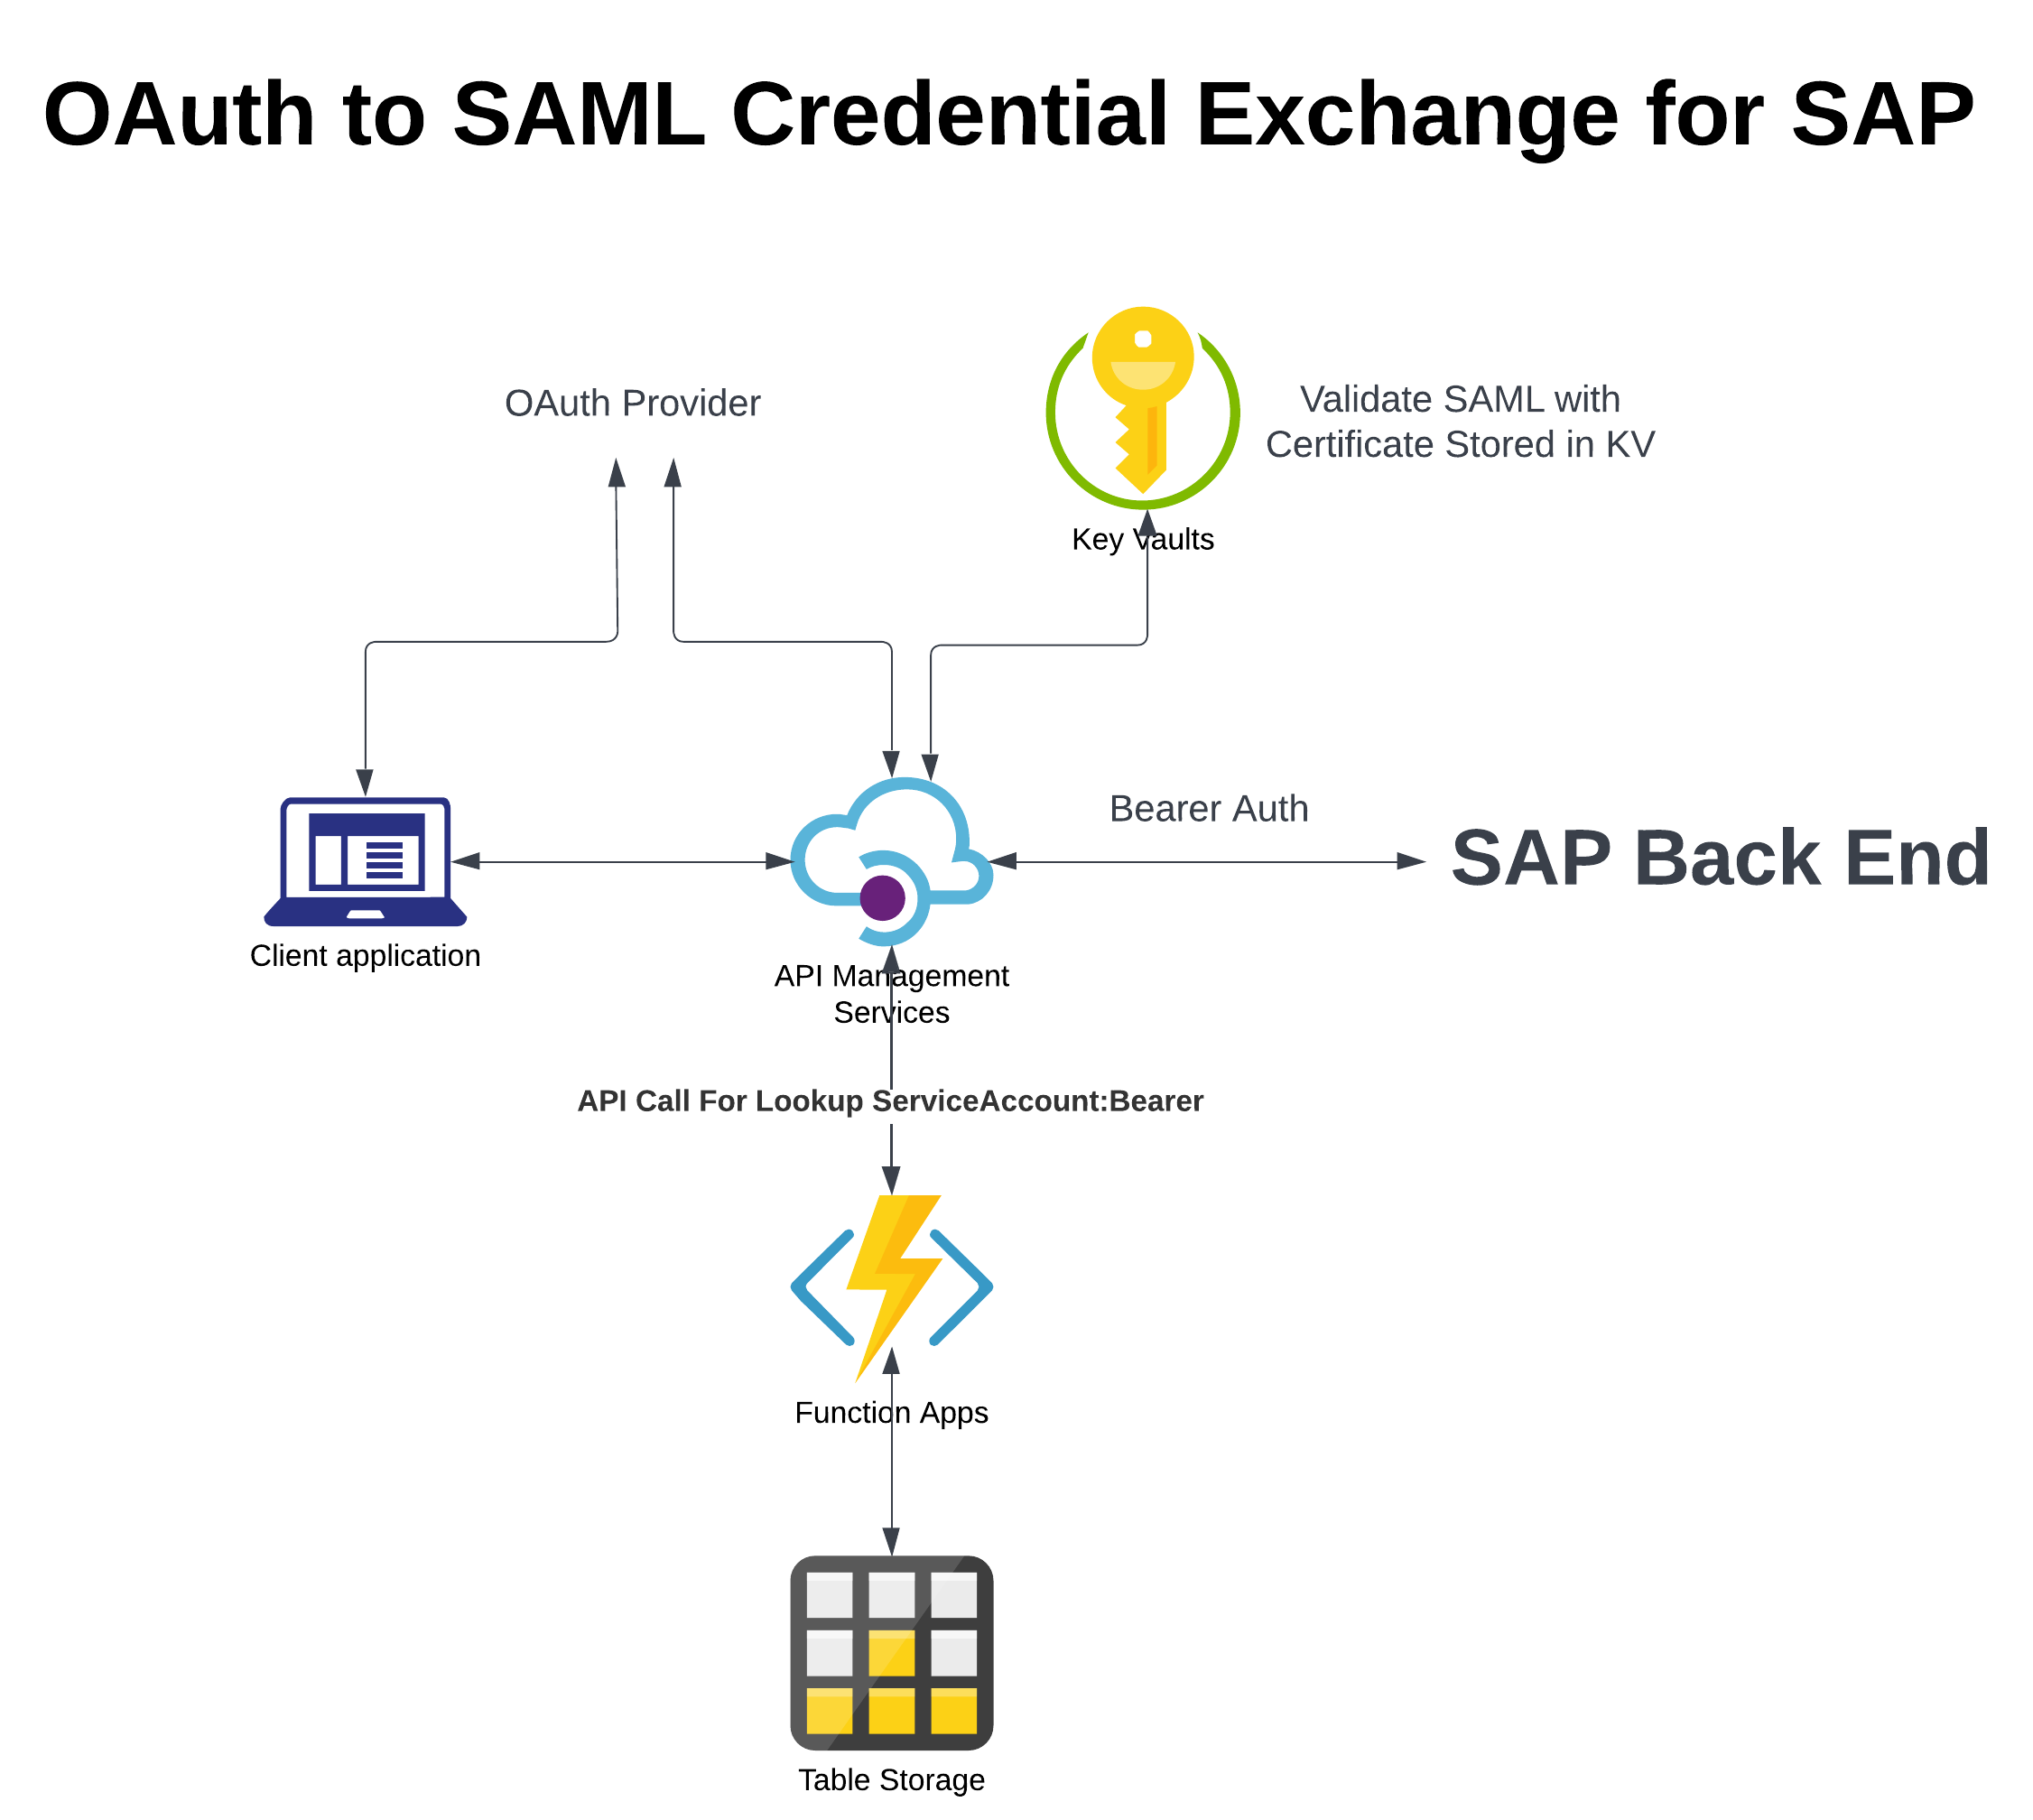 OAuth to SAML Credential Exchange for SAP
OAuth Provider
Validate SAML with
Certificate Stored in KV
Key Vaults
Bearer Auth
SAP Back End
Client application
API Management
Services
API Call For Lookup ServiceAccount:Bearer
Function Apps
Table Storage